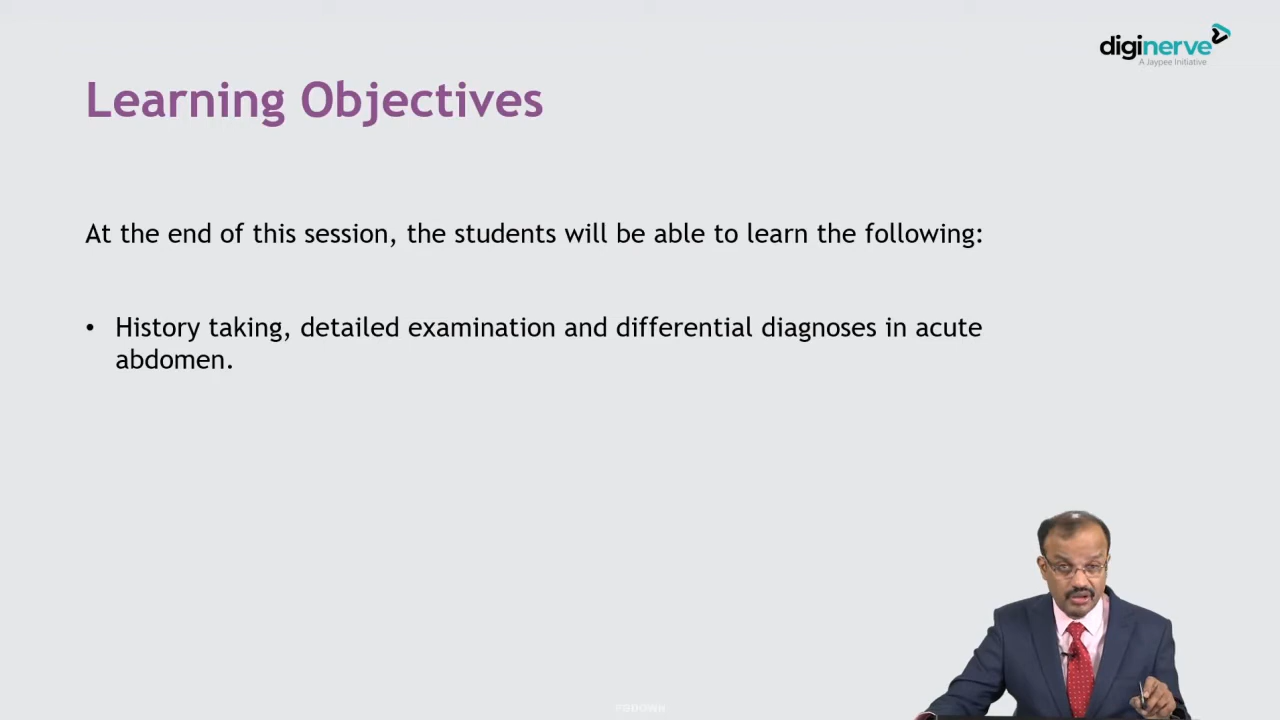 diginerve
A Jaypee Initiative
Learning Objectives
At the end of this session, the students will be able to learn the following:
• History taking, detailed examination and differential diagnoses in acute
abdomen.
PGDOWN